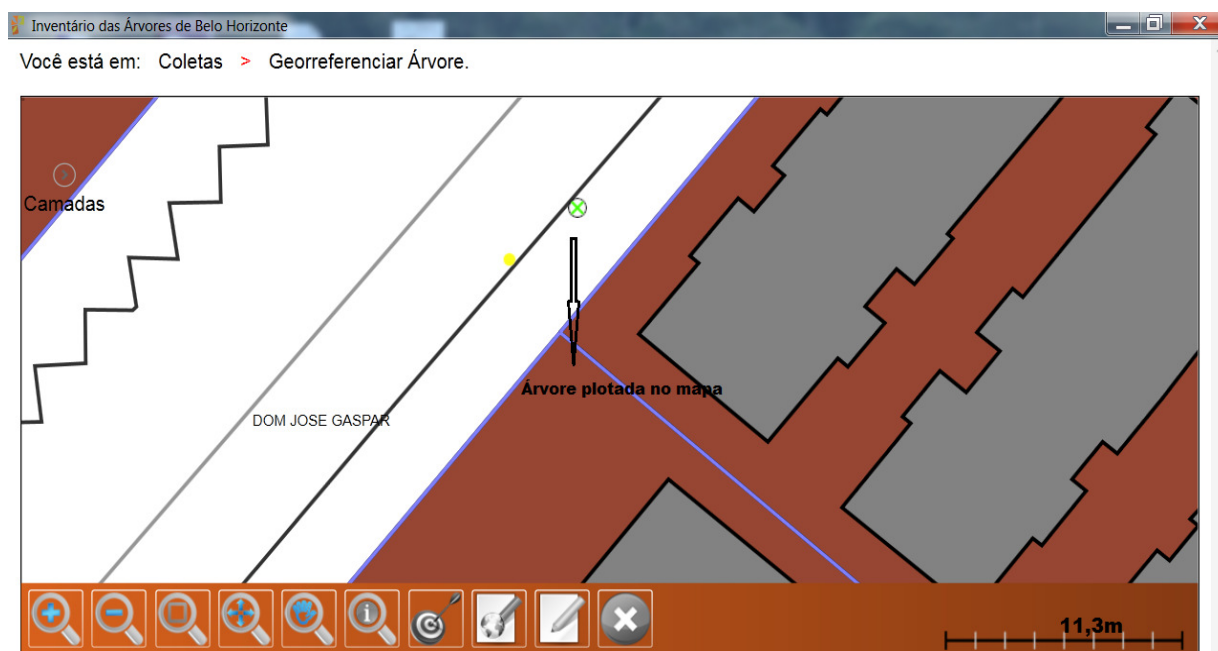 Inventário das Árvores de Belo Horizonte
Você está em: Coletas > Georreferenciar Árvore.
Camadas
Árvore plotada no mapa
DOM JOSE GASPAR
11,3m